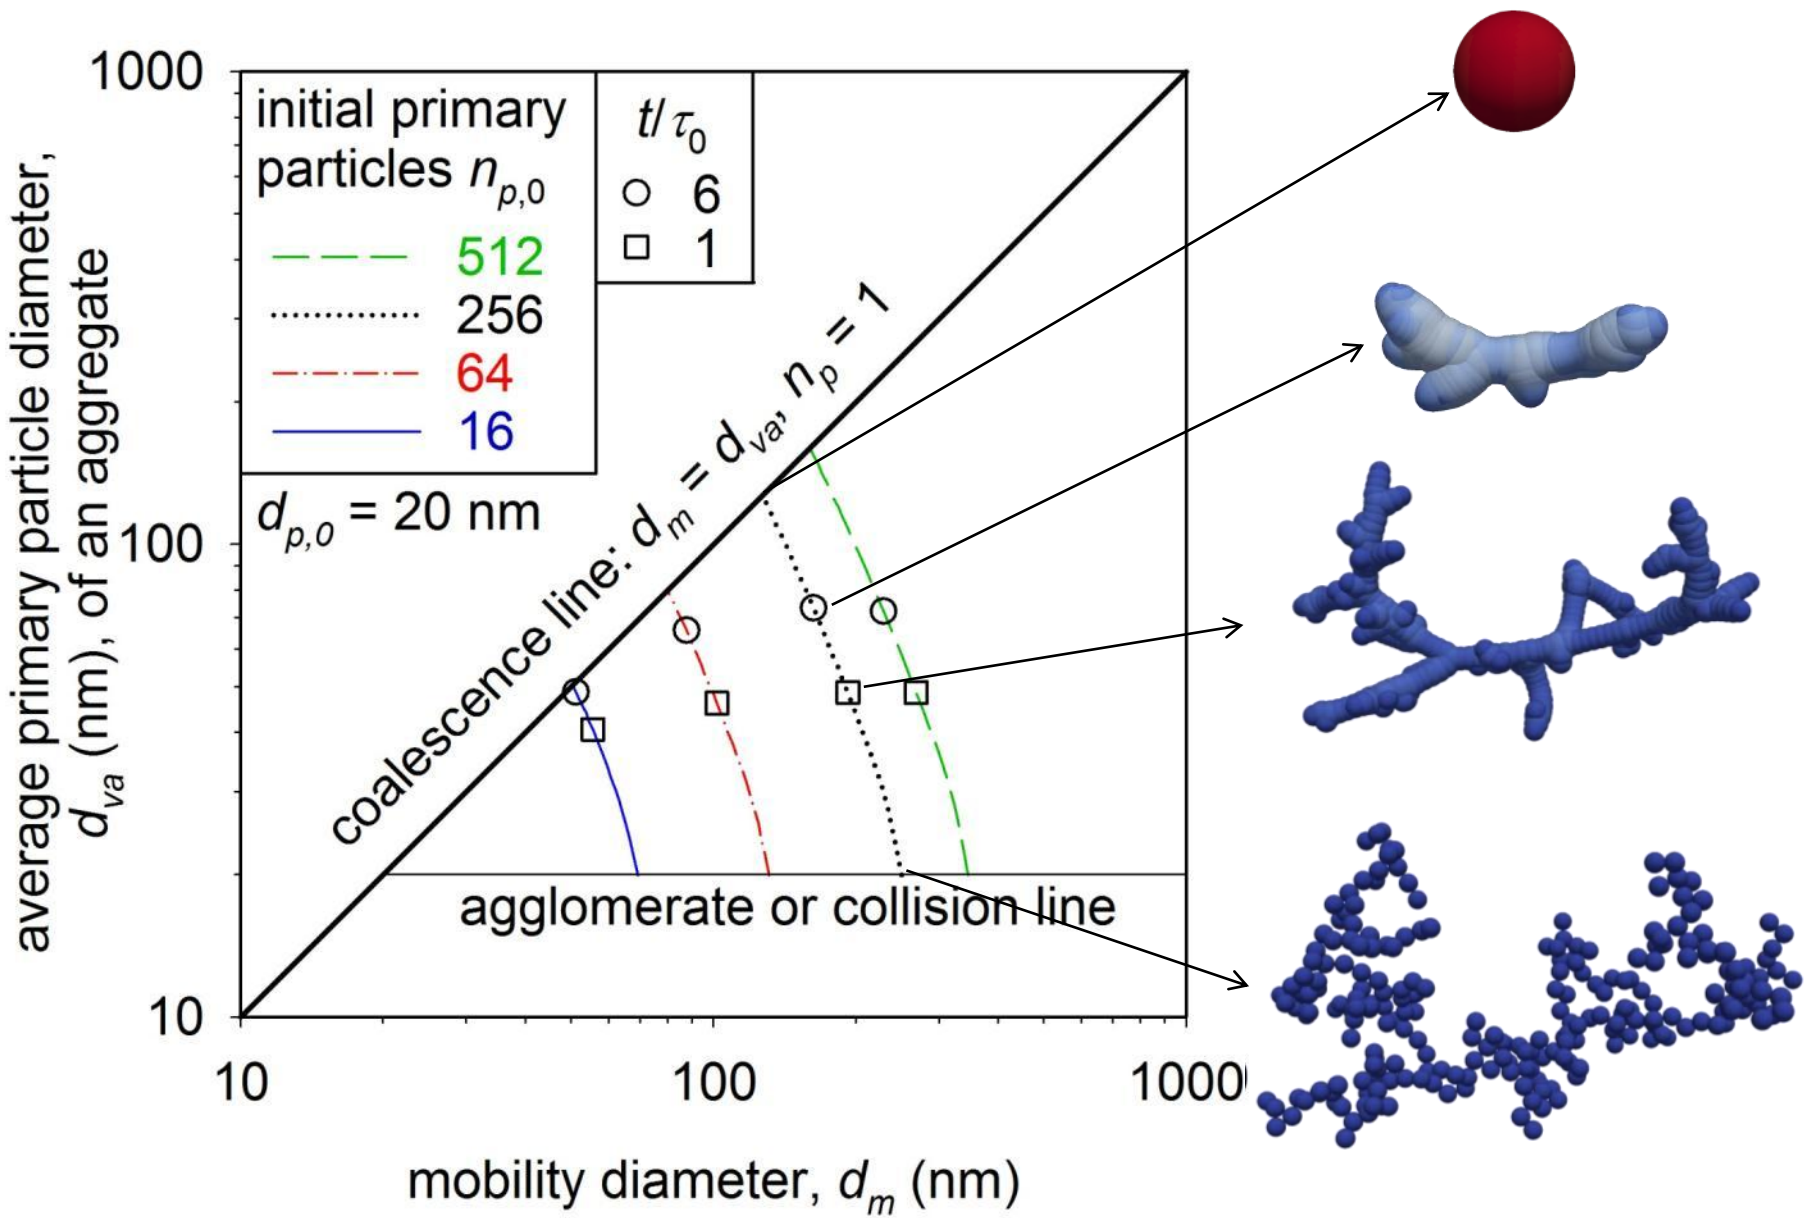 average primary particle diameter,
d_va (nm), of an aggregate
1000
100
10
initial primary
particles n_p,0
512
256
64
16
t/τ_0
6
1
d_p,0 = 20 nm
coalescence line: d_m = d_va, n_p = 1
agglomerate or collision line
10
100
1000
mobility diameter, d_m (nm)